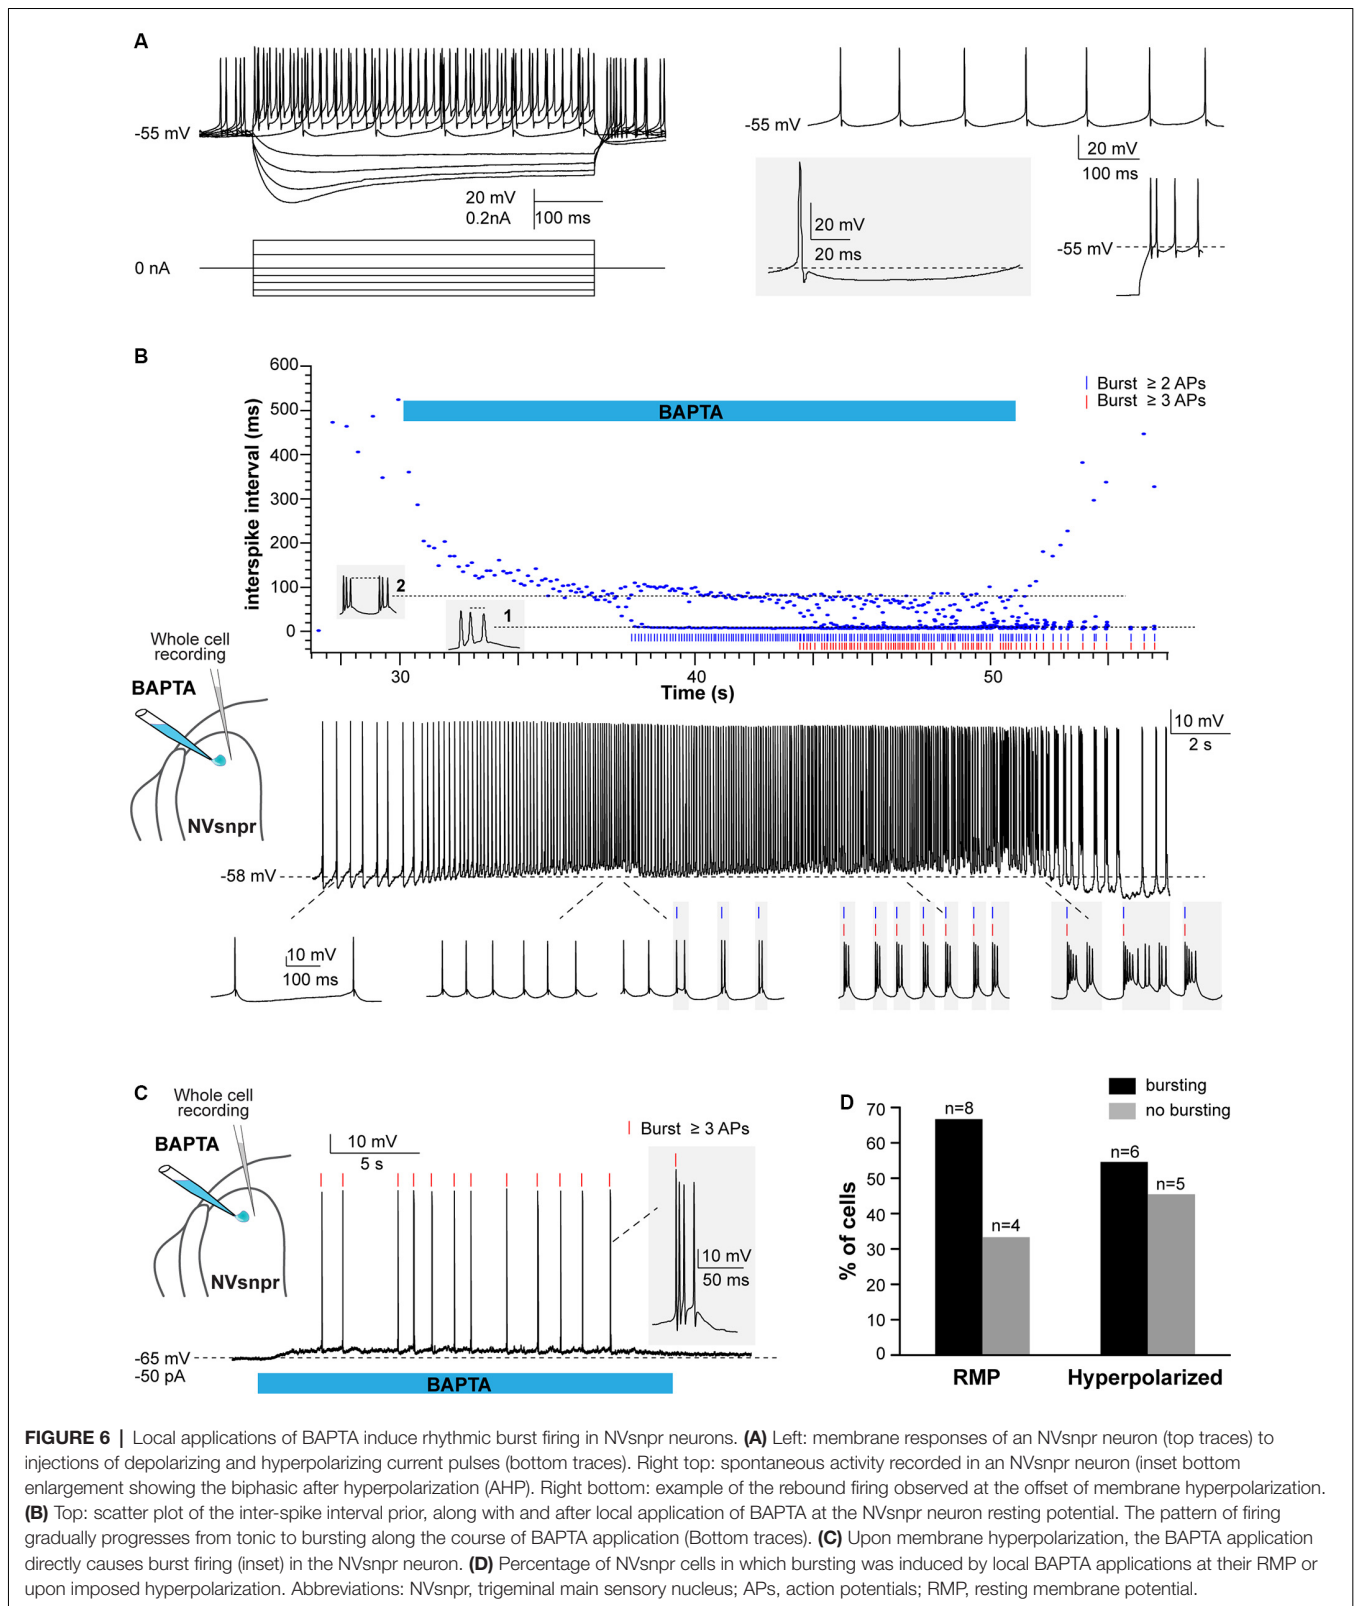 A
-55 mV
20 mV
0.2nA
100 ms
0 nA
-55 mV
20 mV
100 ms
20 mV
20 ms
-55 mV
B
600
500
400
300
200
100
0
interspike interval (ms)
BAPTA
Burst ≥ 2 APs
Burst ≥ 3 APs
2
1
30
40
50
Time (s)
Whole cell
recording
BAPTA
NVsnpr
10 mV
2 s
-58 mV
10 mV
100 ms
C
Whole cell
recording
BAPTA
NVsnpr
10 mV
5 s
Burst ≥ 3 APs
10 mV
50 ms
-65 mV
-50 pA
BAPTA
D
bursting
no bursting
70
60
50
40
30
20
10
0
% of cells
n=8
n=4
n=6
n=5
RMP
Hyperpolarized
FIGURE 6 | Local applications of BAPTA induce rhythmic burst firing in NVsnpr neurons. (A) Left: membrane responses of an NVsnpr neuron (top traces) to
injections of depolarizing and hyperpolarizing current pulses (bottom traces). Right top: spontaneous activity recorded in an NVsnpr neuron (inset bottom
enlargement showing the biphasic after hyperpolarization (AHP). Right bottom: example of the rebound firing observed at the offset of membrane hyperpolarization.
(B) Top: scatter plot of the inter-spike interval prior, along with and after local application of BAPTA at the NVsnpr neuron resting potential. The pattern of firing
gradually progresses from tonic to bursting along the course of BAPTA application (Bottom traces). (C) Upon membrane hyperpolarization, the BAPTA application
directly causes burst firing (inset) in the NVsnpr neuron. (D) Percentage of NVsnpr cells in which bursting was induced by local BAPTA applications at their RMP or
upon imposed hyperpolarization. Abbreviations: NVsnpr, trigeminal main sensory nucleus; APs, action potentials; RMP, resting membrane potential.